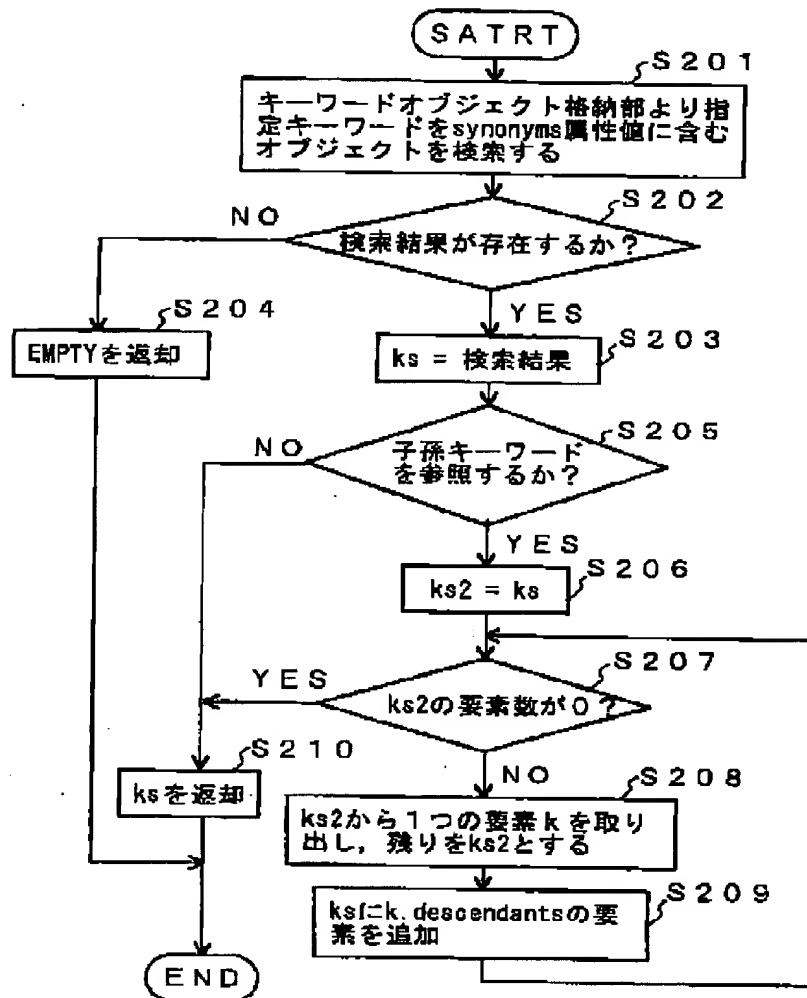 SATRT
S201
キーワードオブジェクト格納部より指
定キーワードをsynonyms属性値に含む
オブジェクトを検索する
S202
NO
検索結果が存在するか?
YES
S204
EMPTYを返却
S203
ks = 検索結果
S205
NO
子孫キーワード
を参照するか?
YES
S206
ks2 = ks
S207
YES
ks2の要素数が0?
S210
ksを返却
NO
S208
ks2から1つの要素kを取り
出し,残りをks2とする
S209
ksにk.descendantsの要
素を追加
END